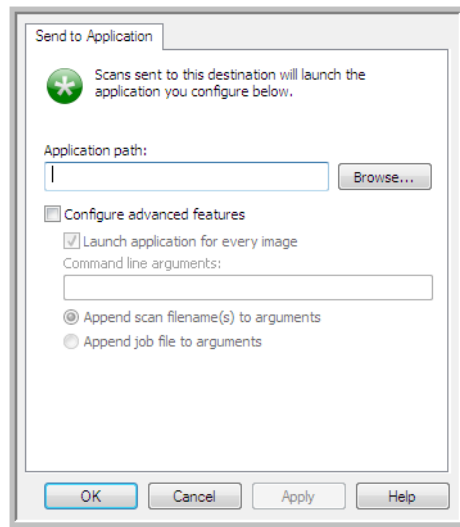 Send to Application
Scans sent to this destination will launch the
application you configure below.
Application path:
Browse...
Configure advanced features
Launch application for every image
Command line arguments:
Append scan filename(s) to arguments
Append job file to arguments
OK Cancel Apply Help